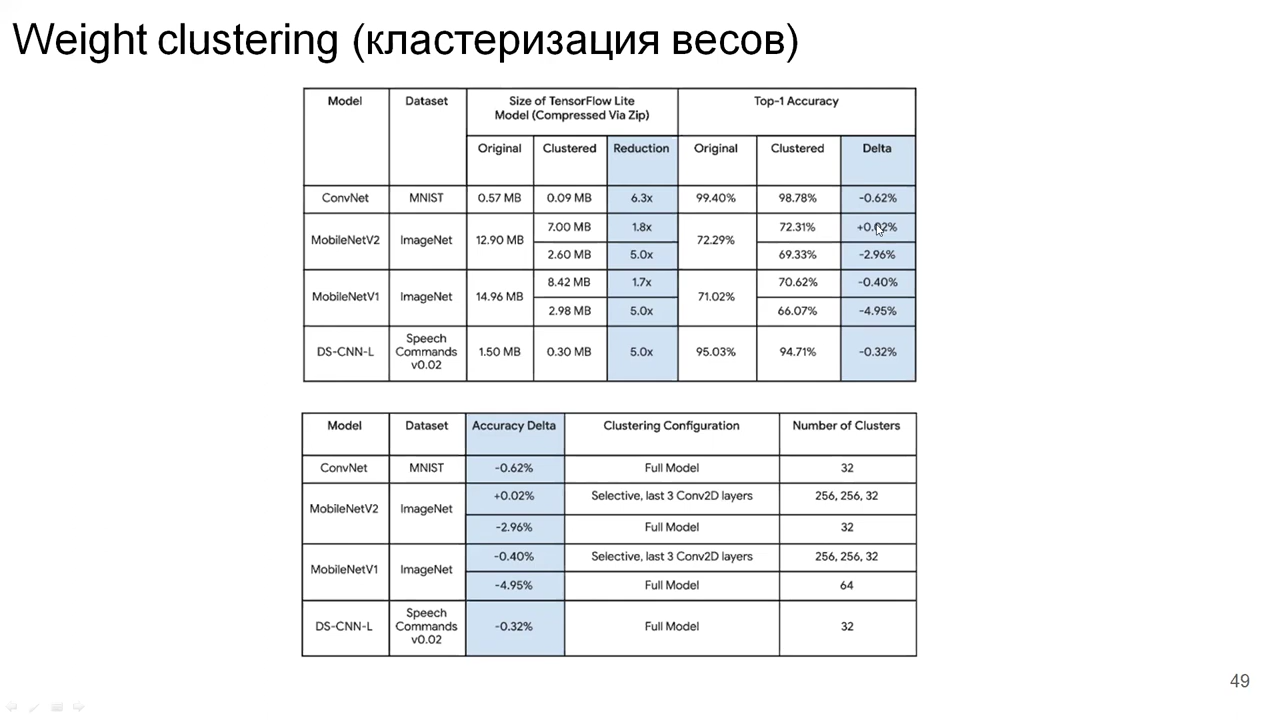 Weight clustering (кластеризация весов)
Model Dataset Size of TensorFlow Lite Top-1 Accuracy
Model (Compressed Via Zip)
Original Clustered Reduction Original Clustered Delta
ConvNet MNIST 0.57 MB 0.09 MB 6.3x 99.40% 98.78% -0.62%
MobileNetV2 ImageNet 12.90 MB 7.00 MB 1.8x 72.29% 72.31% +0.02%
2.60 MB 5.0x 69.33% -2.96%
MobileNetV1 ImageNet 14.96 MB 8.42 MB 1.7x 71.02% 70.62% -0.40%
2.98 MB 5.0x 66.07% -4.95%
DS-CNN-L Speech Commands v0.02 1.50 MB 0.30 MB 5.0x 95.03% 94.71% -0.32%
Model Dataset Accuracy Delta Clustering Configuration Number of Clusters
ConvNet MNIST -0.62% Full Model 32
MobileNetV2 ImageNet +0.02% Selective, last 3 Conv2D layers 256, 256, 32
-2.96% Full Model 32
MobileNetV1 ImageNet -0.40% Selective, last 3 Conv2D layers 256, 256, 32
-4.95% Full Model 64
DS-CNN-L Speech Commands v0.02 -0.32% Full Model 32
49